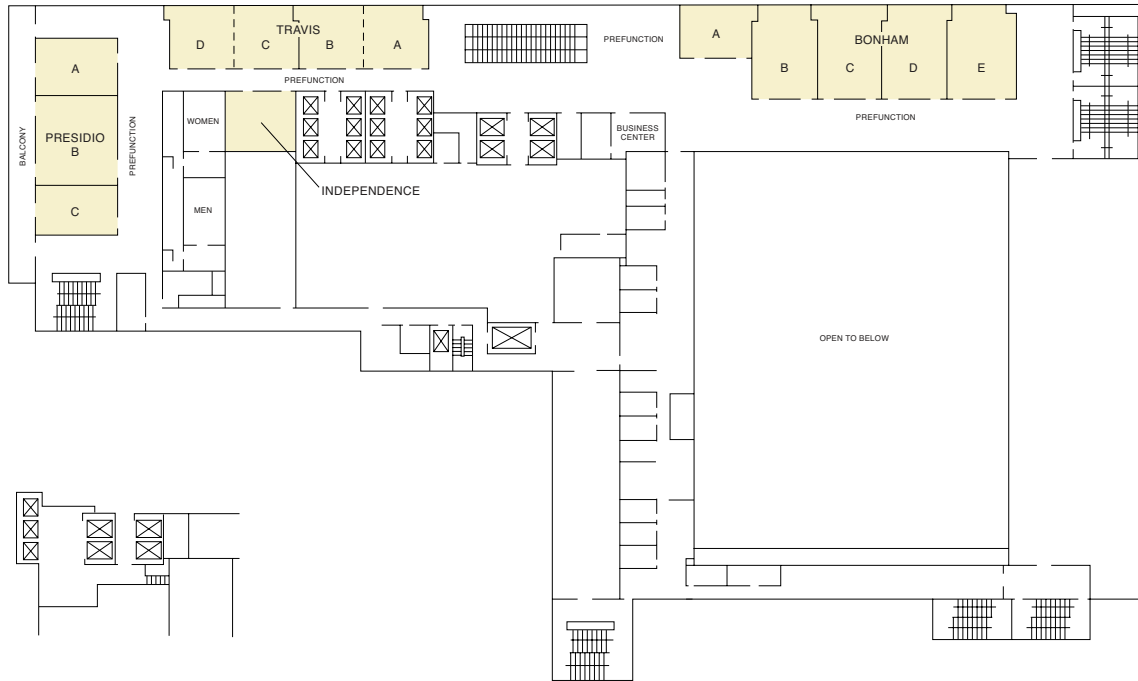 TRAVIS
D
C
B
A
PREFUNCTION
PREFUNCTION
A
BONHAM
B
C
D
E
PREFUNCTION
A
PRESIDIO
B
C
BALCONY
PREFUNCTION
WOMEN
MEN
INDEPENDENCE
BUSINESS
CENTER
OPEN TO BELOW